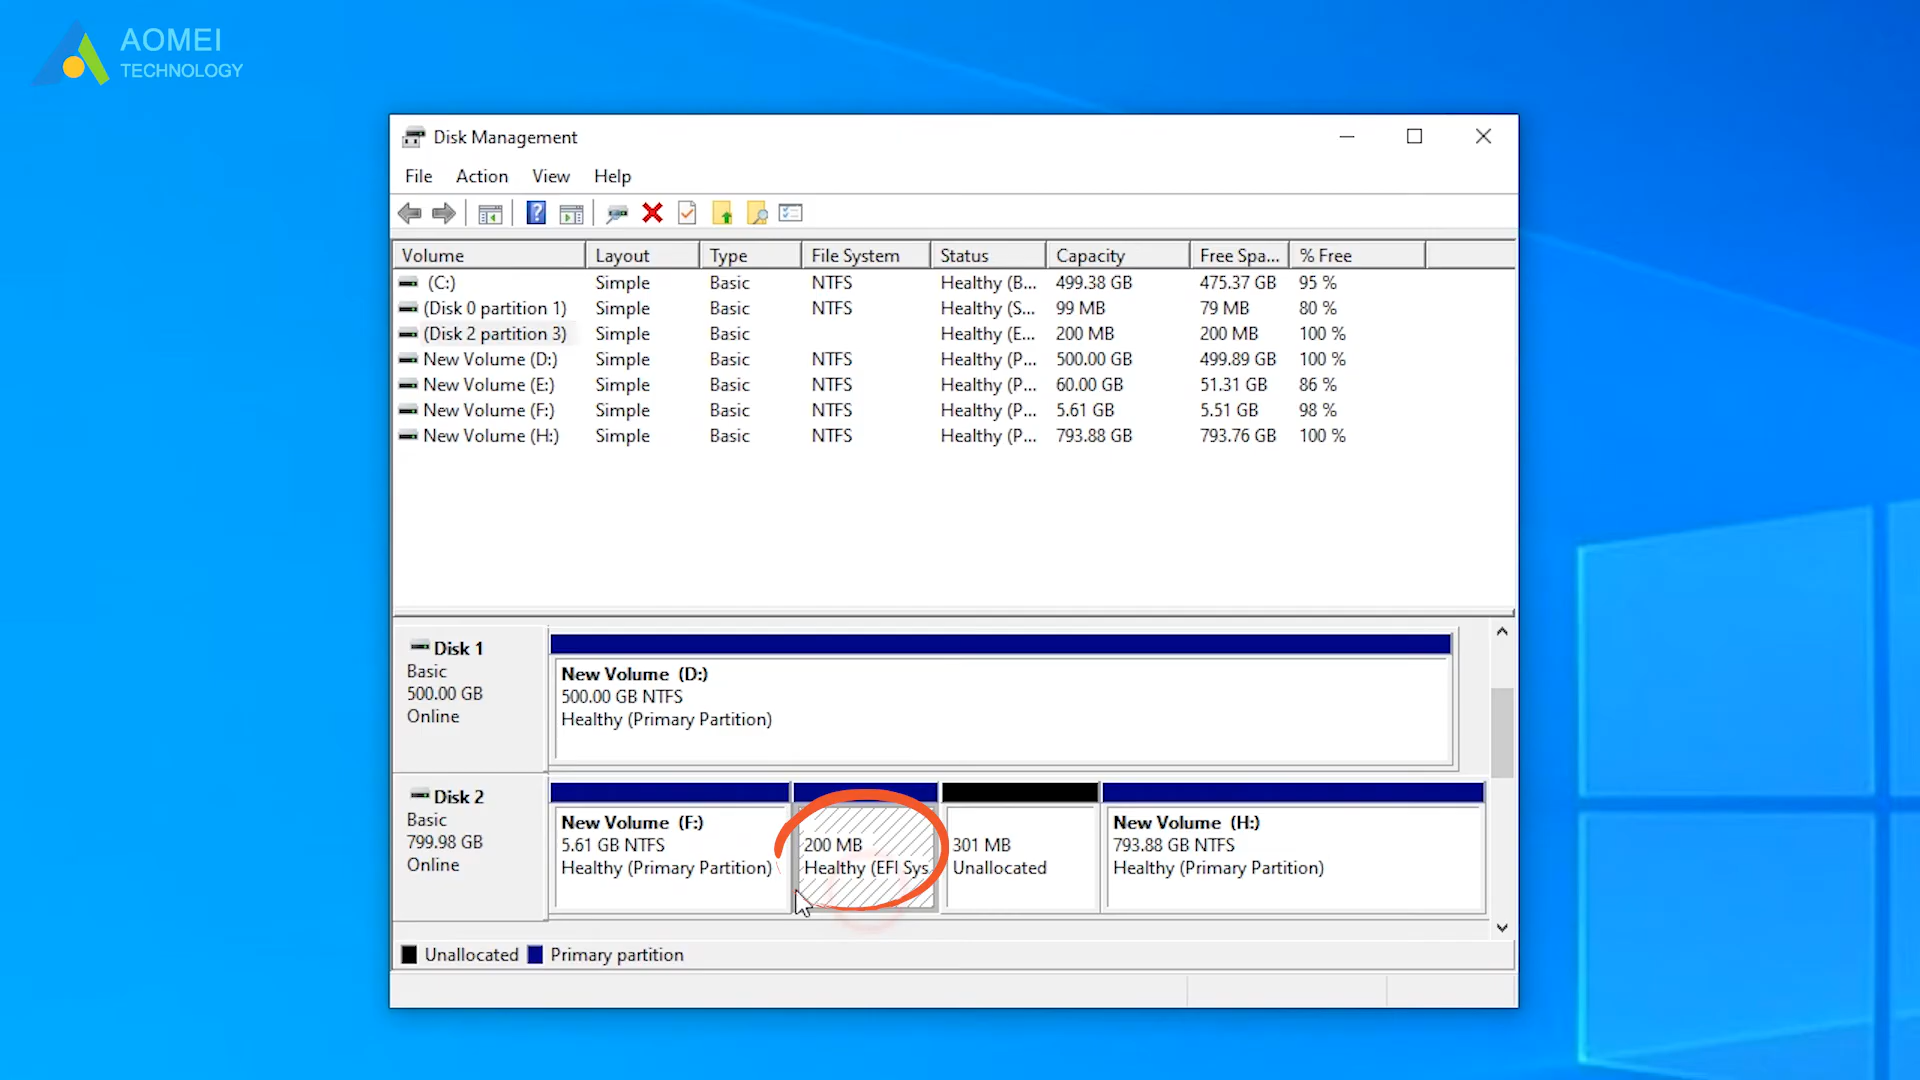 AOMEI
TECHNOLOGY
Disk Management
File Action View Help
Volume Layout Type File System Status Capacity Free Spa... % Free
(C:) Simple Basic NTFS Healthy (B... 499.38 GB 475.37 GB 95 %
(Disk 0 partition 1) Simple Basic NTFS Healthy (S... 99 MB 79 MB 80 %
(Disk 2 partition 3) Simple Basic Healthy (E... 200 MB 200 MB 100 %
New Volume (D:) Simple Basic NTFS Healthy (P... 500.00 GB 499.89 GB 100 %
New Volume (E:) Simple Basic NTFS Healthy (P... 60.00 GB 51.31 GB 86 %
New Volume (F:) Simple Basic NTFS Healthy (P... 5.61 GB 5.51 GB 98 %
New Volume (H:) Simple Basic NTFS Healthy (P... 793.88 GB 793.76 GB 100 %
Disk 1
Basic
500.00 GB
Online
New Volume (D:)
500.00 GB NTFS
Healthy (Primary Partition)
Disk 2
Basic
799.98 GB
Online
New Volume (F:)
5.61 GB NTFS
Healthy (Primary Partition)
200 MB
Healthy (EFI Sys
301 MB
Unallocated
New Volume (H:)
793.88 GB NTFS
Healthy (Primary Partition)
Unallocated Primary partition